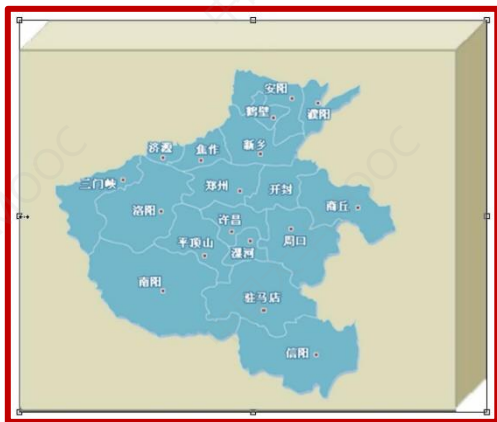 安阳
鹤壁
濮阳
济源
焦作
新乡
三门峡
郑州
开封
洛阳
商丘
许昌
平顶山
漯河
周口
南阳
驻马店
信阳